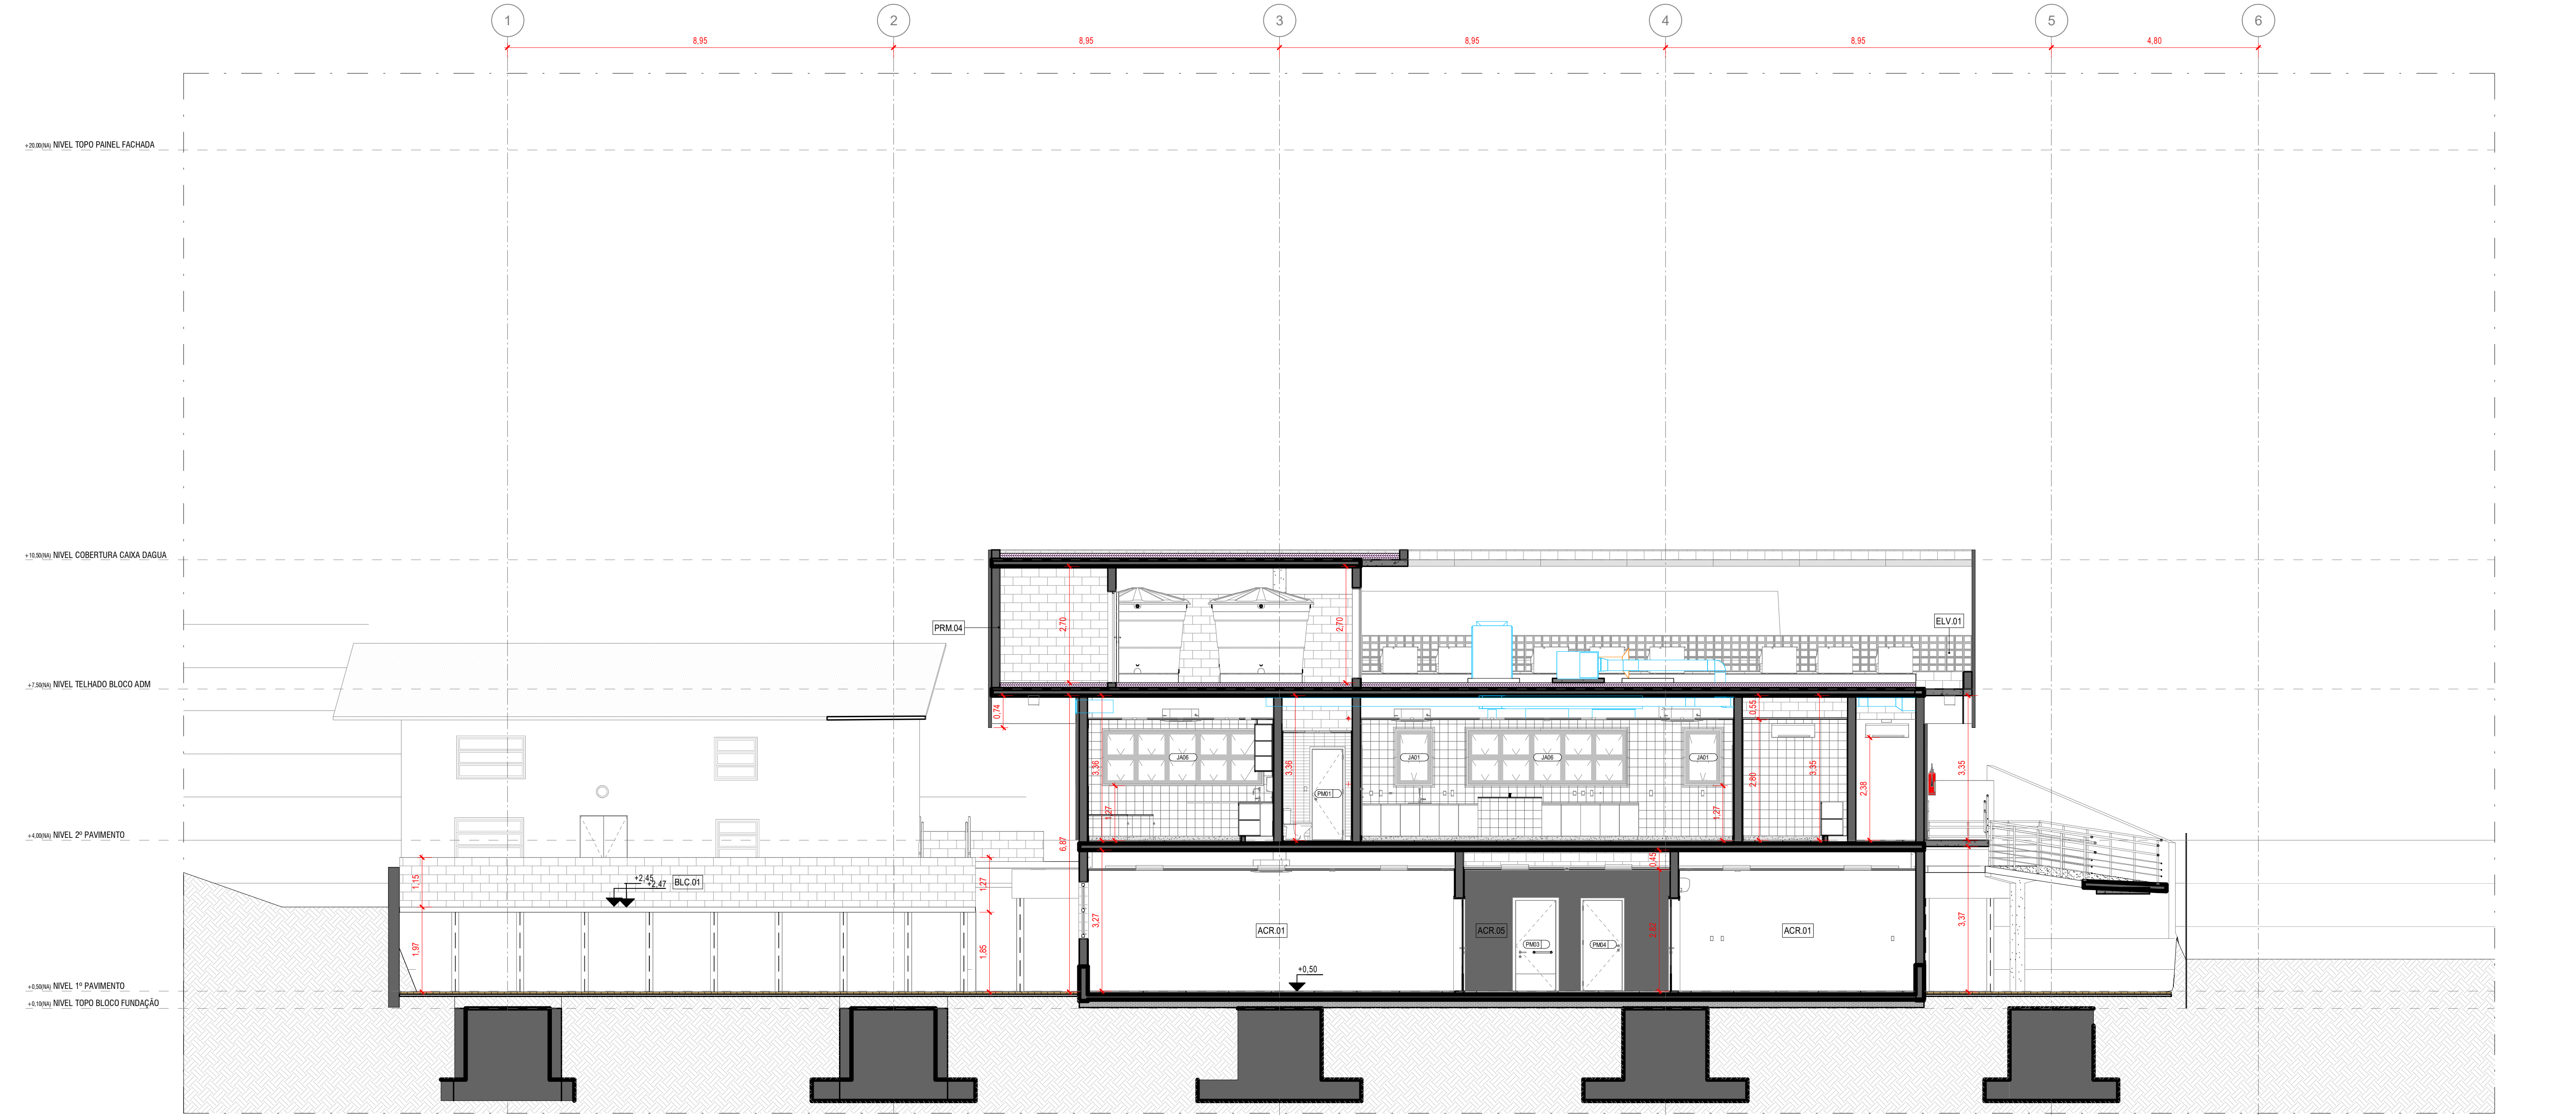 1 2 3 4 5 6
8,95 8,95 8,95 8,95 4,80
+20,00(NA) NIVEL TOPO PAINEL FACHADA
+10,50(NA) NIVEL COBERTURA CAIXA DAGUA
PRM.04
2,70
2,70
ELV.01
+7,50(NA) NIVEL TELHADO BLOCO ADM
0,74
0,55
3,36
JA06
3,36
PM01
JA01
JA06
JA01
2,80
3,35
2,38
3,35
1,27
1,27
+4,00(NA) NIVEL 2º PAVIMENTO
6,87
0,45
1,15
+2,45
+2,47
BLC.01
1,27
3,27
ACR.01
ACR.05
2,82
ACR.01
3,37
1,97
1,85
PM03
PM04
+0,50
+0,50(NA) NIVEL 1º PAVIMENTO
+0,10(NA) NIVEL TOPO BLOCO FUNDAÇÃO